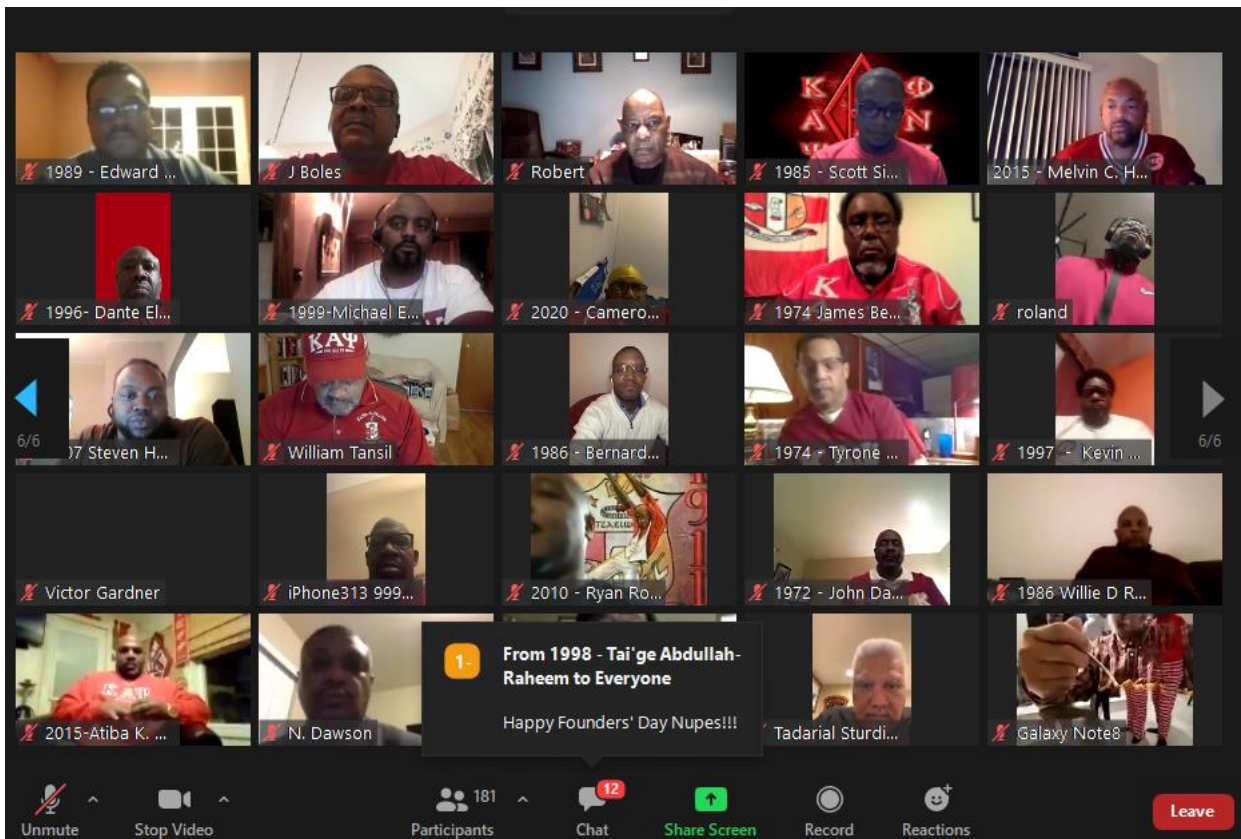 K Φ
A N
1989 - Edward ...
J Boles
Robert
1985 - Scott Si...
2015 - Melvin C. H...
K
1996- Dante El...
1999-Michael E...
2020 - Camero...
1974 James Be...
roland
ΚΑΨ
6/6
07 Steven H...
William Tansil
1986 - Bernard...
1974 - Tyrone ...
1997 - Kevin ...
6/6
1911
Victor Gardner
iPhone313 999...
2010 - Ryan Ro...
1972 - John Da...
1986 Willie D R...
ΚΑΨ
2015-Atiba K. ...
N. Dawson
1-
From 1998 - Tai'ge Abdullah-
Raheem to Everyone
Happy Founders' Day Nupes!!!
Tadarial Sturdi...
Galaxy Note8
Unmute
Stop Video
181
Participants
12
Chat
Share Screen
Record
Reactions
Leave